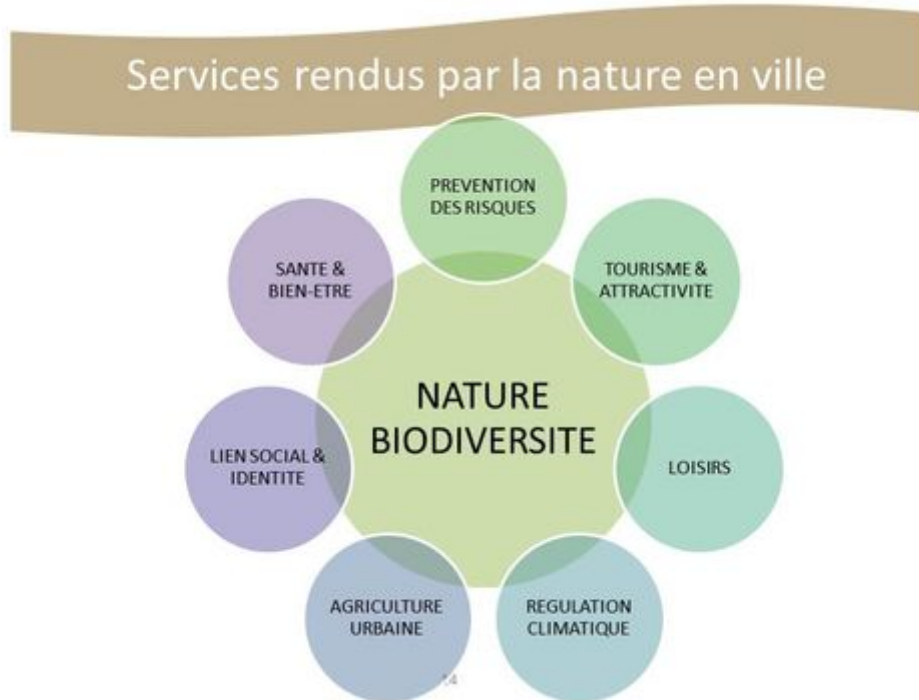 Services rendus par la nature en ville
PREVENTION
DES RISQUES
TOURISME &
ATTRACTIVITE
LOISIRS
REGULATION
CLIMATIQUE
AGRICULTURE
URBAINE
LIEN SOCIAL &
IDENTITE
SANTE &
BIEN-ETRE
NATURE
BIODIVERSITE
14